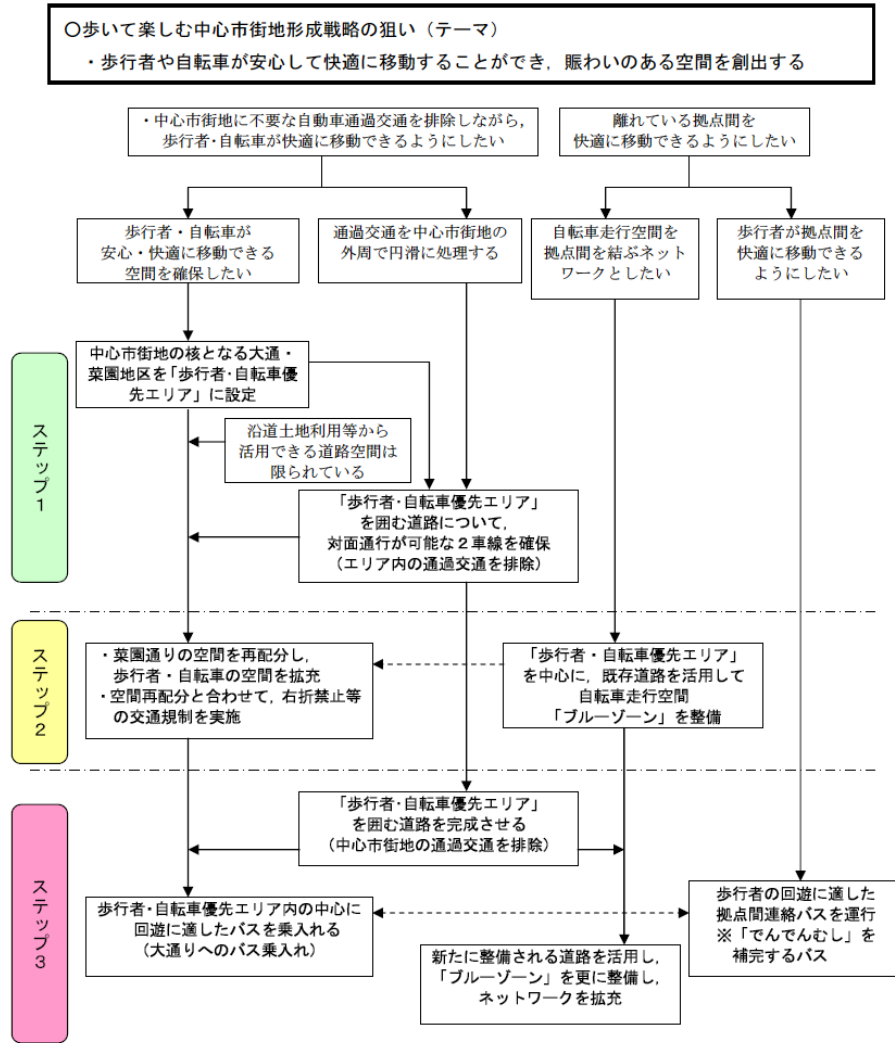 〇歩いて楽しむ中心市街地形成戦略の狙い（テーマ）
・歩行者や自転車が安心して快適に移動することができ，賑わいのある空間を創出する
・中心市街地に不要な自動車通過交通を排除しながら，
歩行者・自転車が快適に移動できるようにしたい
離れている拠点間を
快適に移動できるようにしたい
歩行者・自転車が
安心・快適に移動できる
空間を確保したい
通過交通を中心市街地の
外周で円滑に処理する
自転車走行空間を
拠点間を結ぶネット
ワークとしたい
歩行者が拠点間を
快適に移動できる
ようにしたい
ステップ1
中心市街地の核となる大通・
菜園地区を「歩行者・自転車優
先エリア」に設定
沿道土地利用等から
活用できる道路空間は
限られている
「歩行者・自転車優先エリア」
を囲む道路について，
対面通行が可能な２車線を確保
（エリア内の通過交通を排除）
ステップ2
・菜園通りの空間を再配分し，
歩行者・自転車の空間を拡充
・空間再配分と合わせて，右折禁止等
の交通規制を実施
「歩行者・自転車優先エリア」
を中心に，既存道路を活用して
自転車走行空間
「ブルーゾーン」を整備
ステップ3
「歩行者・自転車優先エリア」
を囲む道路を完成させる
（中心市街地の通過交通を排除）
歩行者・自転車優先エリア内の中心に
回遊に適したバスを乗入れる
（大通りへのバス乗入れ）
新たに整備される道路を活用し，
「ブルーゾーン」を更に整備し，
ネットワークを拡充
歩行者の回遊に適した
拠点間連絡バスを運行
※「でんでんむし」を
補完するバス